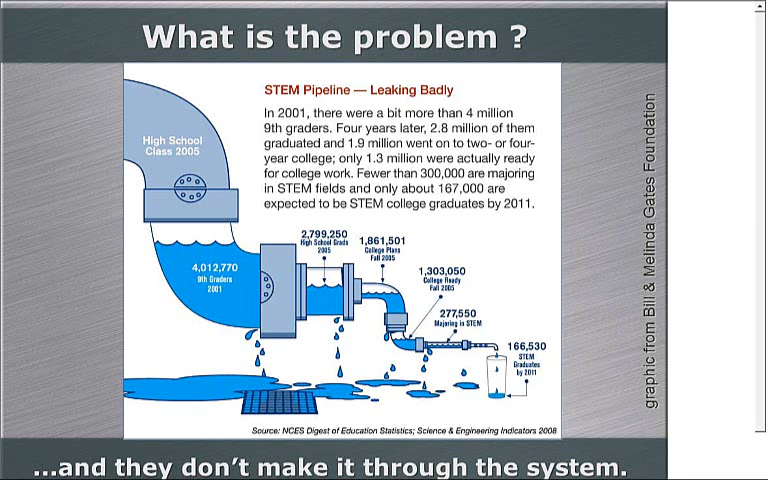 What is the problem ?
STEM Pipeline — Leaking Badly
In 2001, there were a bit more than 4 million
9th graders. Four years later, 2.8 million of them
graduated and 1.9 million went on to two- or four-
year college; only 1.3 million were actually ready
for college work. Fewer than 300,000 are majoring
in STEM fields and only about 167,000 are
expected to be STEM college graduates by 2011.
High School
Class 2005
4,012,770
9th Graders
2001
2,799,250
High School Grads
2005
1,861,501
College Plans
Fall 2005
1,303,050
College Ready
Fall 2005
277,550
Majoring in STEM
166,530
STEM
Graduates
by 2011
Source: NCES Digest of Education Statistics; Science & Engineering Indicators 2008
graphic from Bill & Melinda Gates Foundation
...and they don't make it through the system.